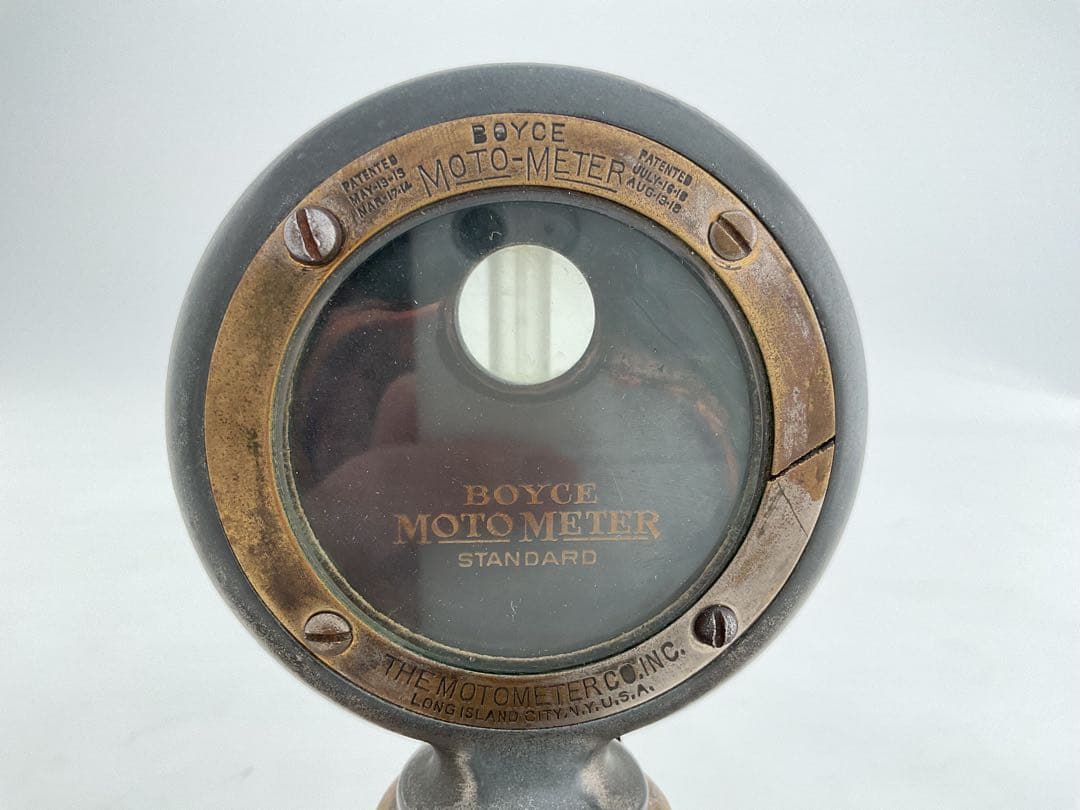 BOYCE
MOTO-METER
PATENTED
MAY-13-13
MAR-17-14
PATENTED
JULY-16-18
AUG-13-18
BOYCE
MOTO METER
STANDARD
THE MOTOMETER CO. INC.
LONG ISLAND CITY. N.Y. U.S.A.